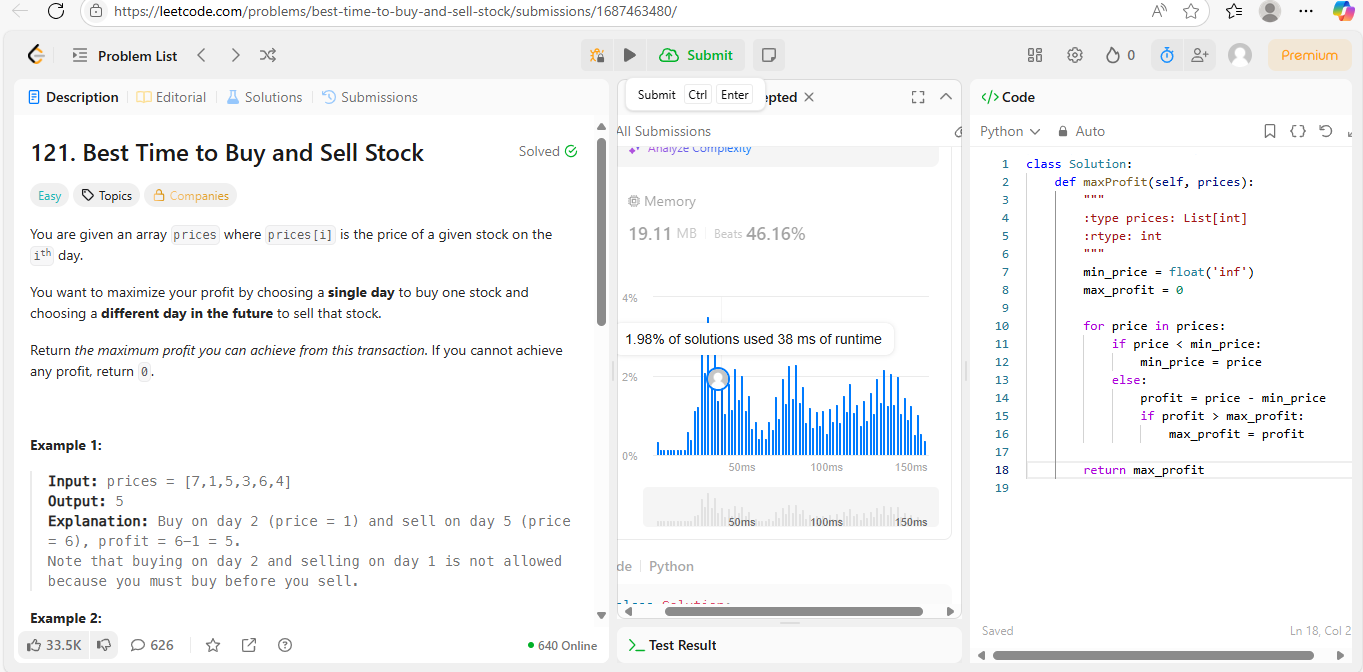 https://leetcode.com/problems/best-time-to-buy-and-sell-stock/submissions/1687463480/
Problem List
Submit
0
Premium
Description
Editorial
Solutions
Submissions
Submit Ctrl Enter
pted
Code
All Submissions
Python
Auto
121. Best Time to Buy and Sell Stock
Solved
Easy
Topics
Companies
You are given an array prices where prices[i] is the price of a given stock on the
ith day.
You want to maximize your profit by choosing a single day to buy one stock and
choosing a different day in the future to sell that stock.
Return the maximum profit you can achieve from this transaction. If you cannot achieve
any profit, return 0.
Example 1:
Input: prices = [7,1,5,3,6,4]
Output: 5
Explanation: Buy on day 2 (price = 1) and sell on day 5 (price
= 6), profit = 6-1 = 5.
Note that buying on day 2 and selling on day 1 is not allowed
because you must buy before you sell.
Example 2:
33.5K
626
640 Online
Analyze Complexity
Memory
19.11 MB
Beats 46.16%
4%
1.98% of solutions used 38 ms of runtime
2%
0%
50ms 100ms 150ms
50ms 100ms 150ms
de
Python
class Solution:
Test Result
1 class Solution:
2 def maxProfit(self, prices):
3 """
4 :type prices: List[int]
5 :rtype: int
6 """
7 min_price = float('inf')
8 max_profit = 0
9
10 for price in prices:
11 if price < min_price:
12 min_price = price
13 else:
14 profit = price - min_price
15 if profit > max_profit:
16 max_profit = profit
17
18 return max_profit
19
Saved
Ln 18, Col 2